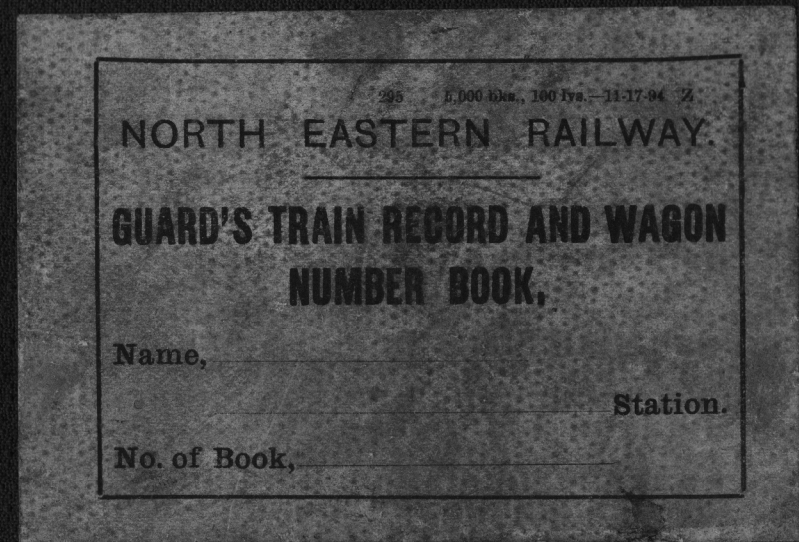 295 5,000 bks., 100 lvs.—11-17-94 Z
NORTH EASTERN RAILWAY.
GUARD'S TRAIN RECORD AND WAGON
NUMBER BOOK,
Name,
Station.
No. of Book,